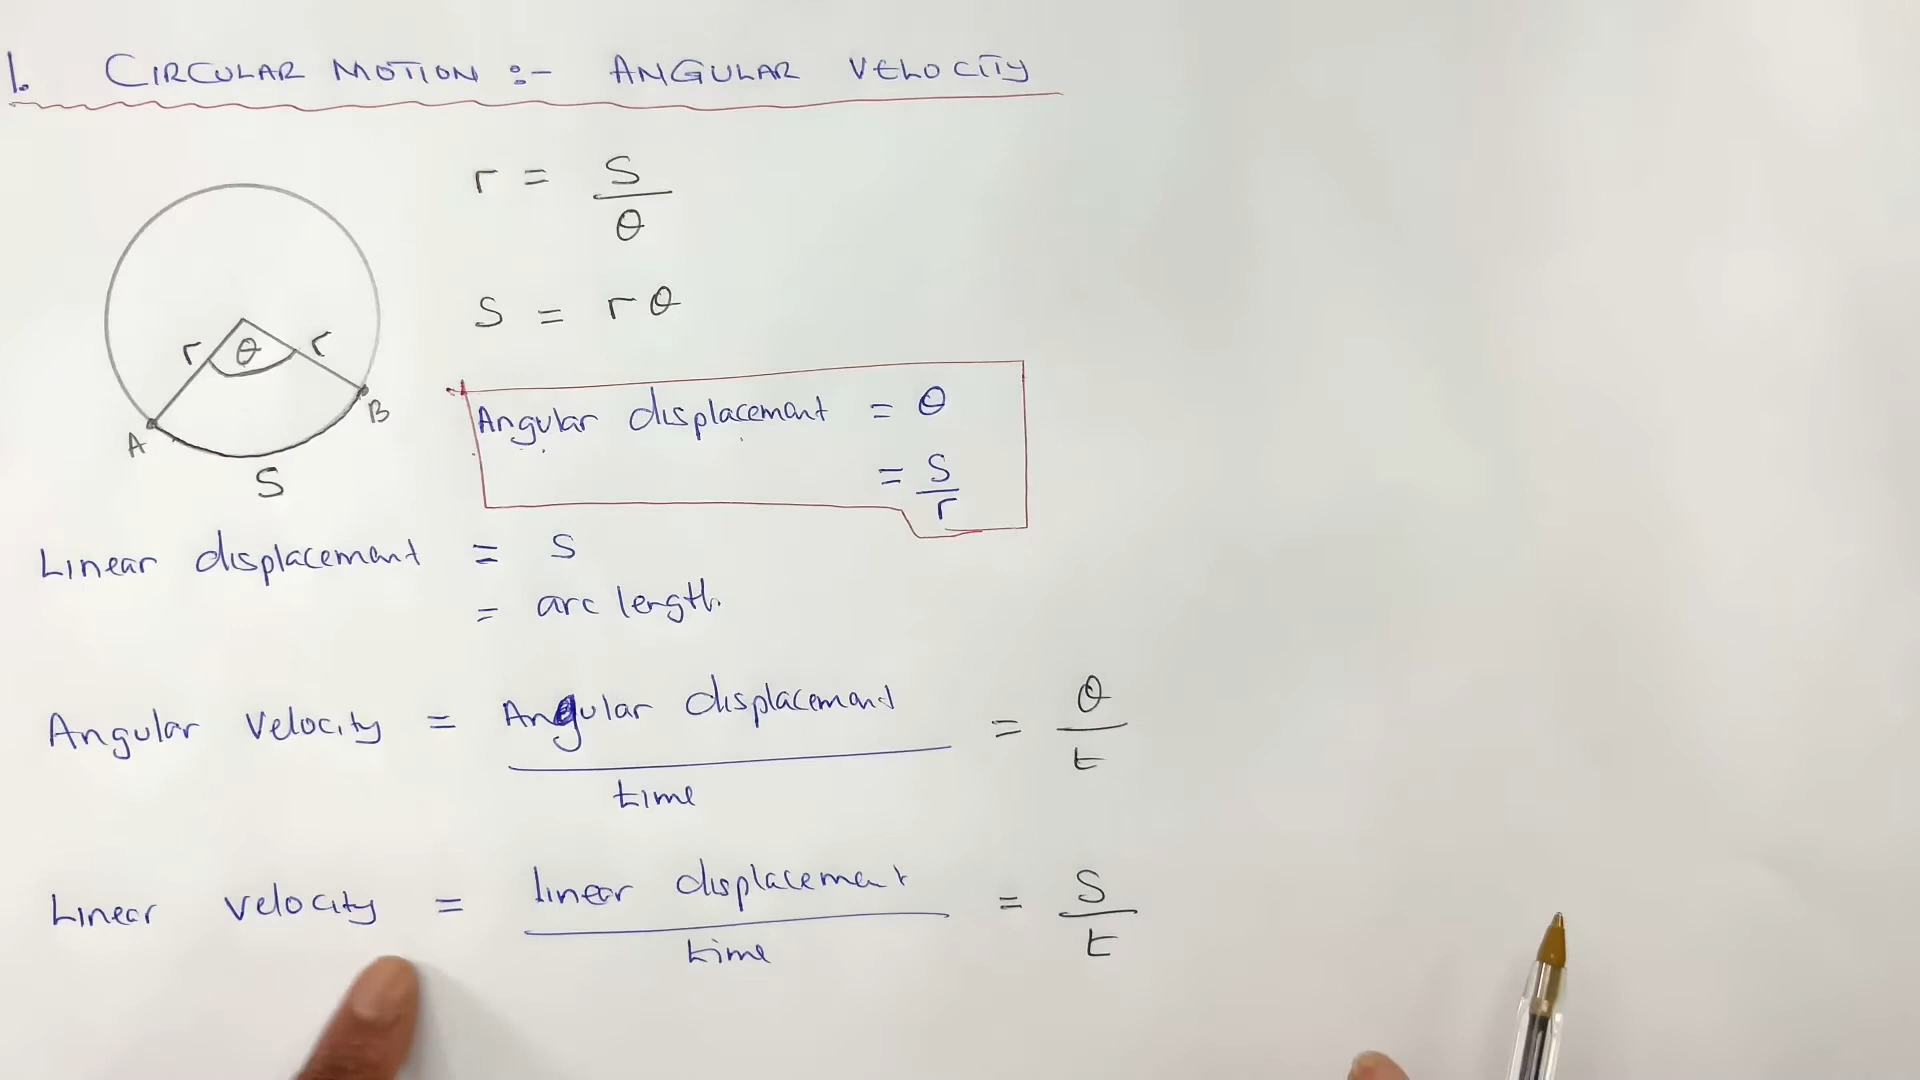 1. CIRCULAR MOTION :- ANGULAR VELOCITY
r = S/θ
S = rθ
r θ r
A B
S
Angular displacement = θ
= S/r
Linear displacement = S
= arc length.
Angular velocity = Angular displacement / time = θ/t
Linear velocity = linear displacement / time = S/t